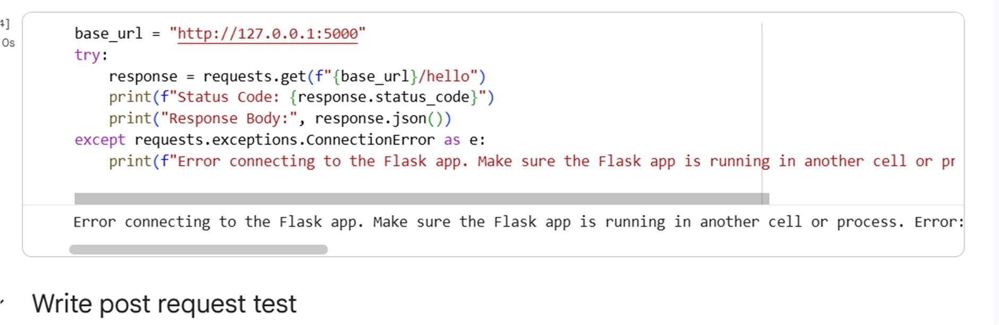 4]
0s
base_url = "http://127.0.0.1:5000"
try:
    response = requests.get(f"{base_url}/hello")
    print(f"Status Code: {response.status_code}")
    print("Response Body:", response.json())
except requests.exceptions.ConnectionError as e:
    print(f"Error connecting to the Flask app. Make sure the Flask app is running in another cell or pr
Error connecting to the Flask app. Make sure the Flask app is running in another cell or process. Error:
Write post request test